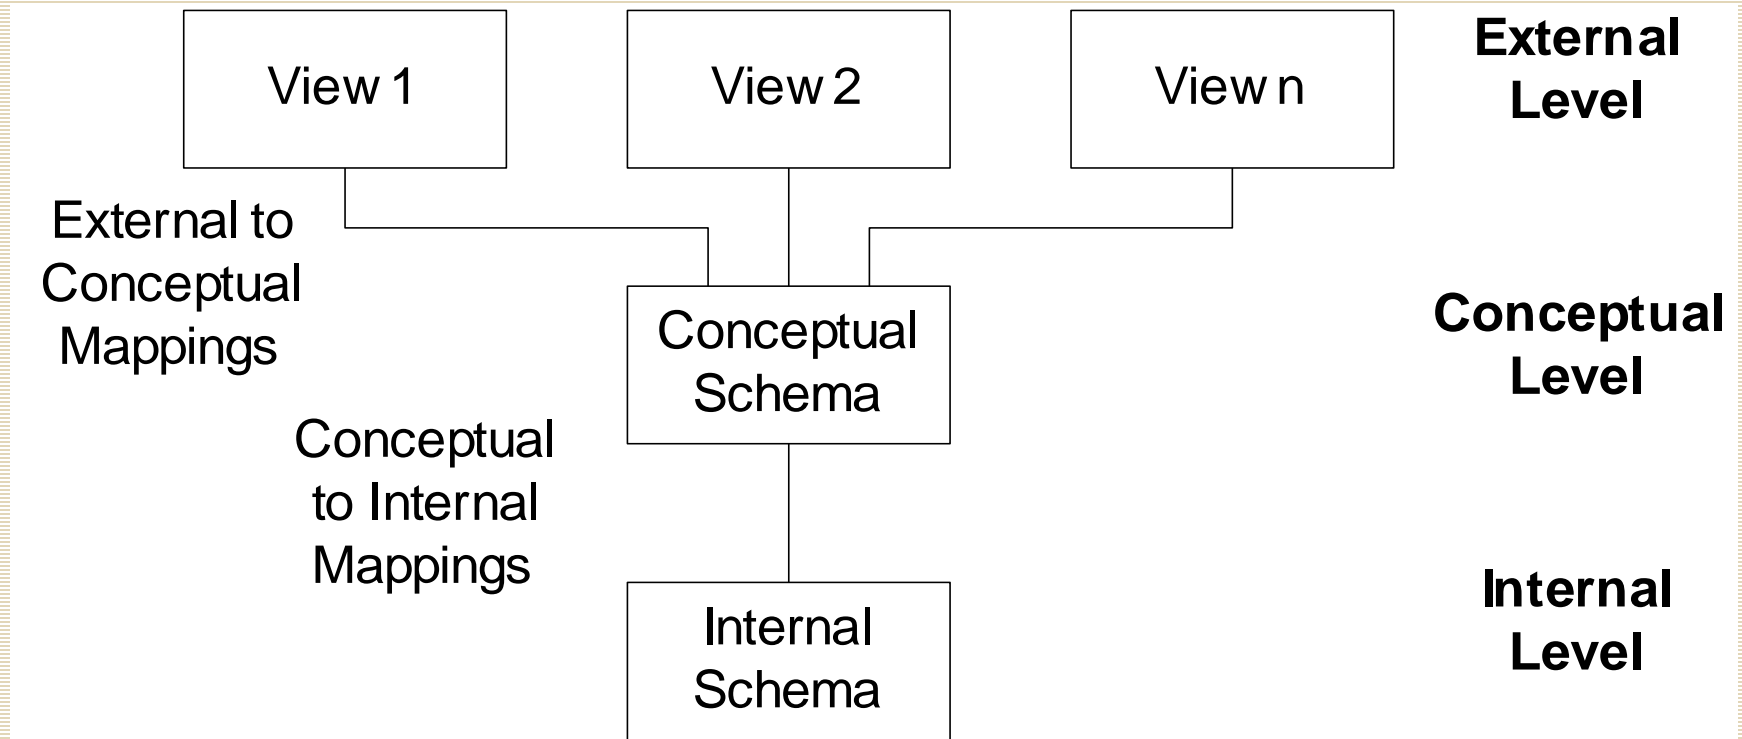 View 1
View 2
View n
External
Level
External to
Conceptual
Mappings
Conceptual
Schema
Conceptual
Level
Conceptual
to Internal
Mappings
Internal
Schema
Internal
Level